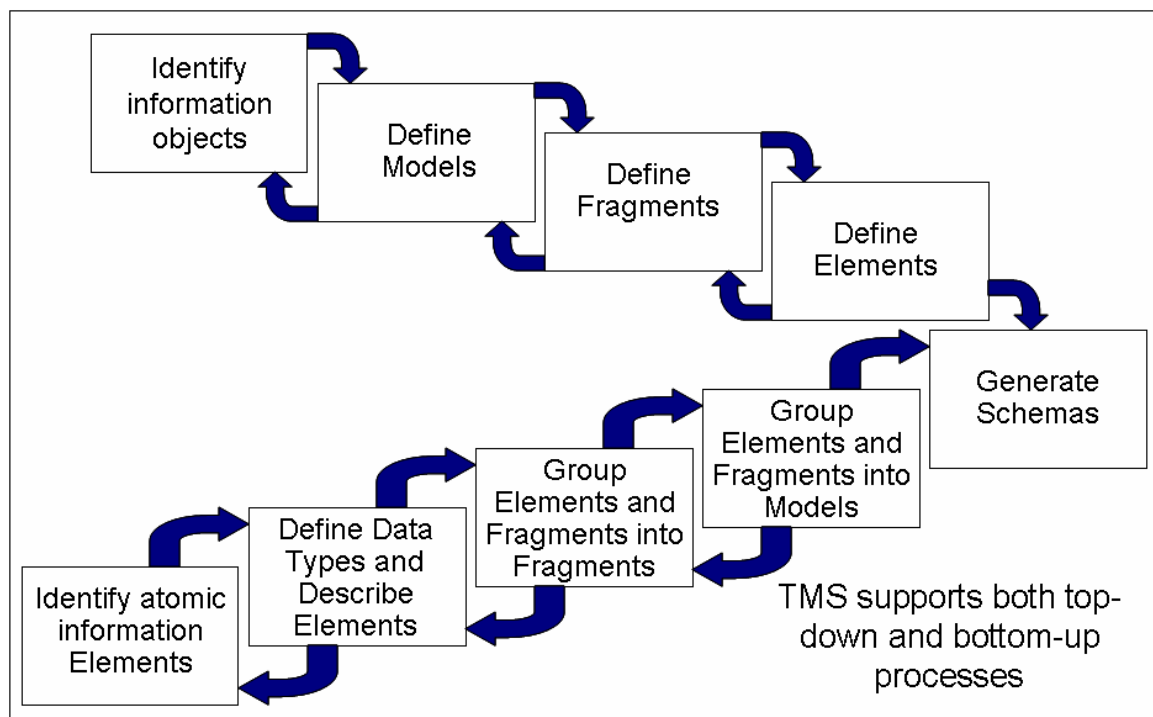 Identify
information
objects
Define
Models
Define
Fragments
Define
Elements
Generate
Schemas
Group
Elements and
Fragments into
Models
Group
Elements and
Fragments into
Fragments
Define Data
Types and
Describe
Elements
Identify atomic
information
Elements
TMS supports both top-
down and bottom-up
processes